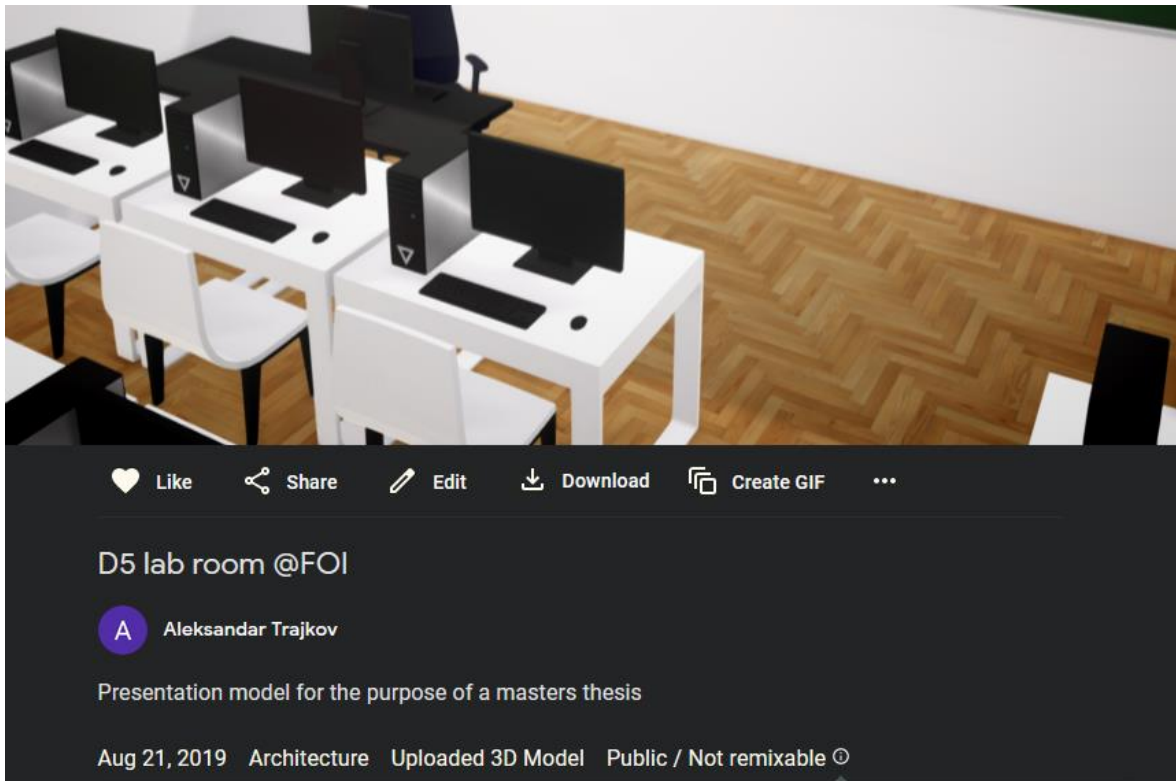 Like Share Edit Download Create GIF
D5 lab room @FOI
A Aleksandar Trajkov
Presentation model for the purpose of a masters thesis
Aug 21, 2019 Architecture Uploaded 3D Model Public / Not remixable